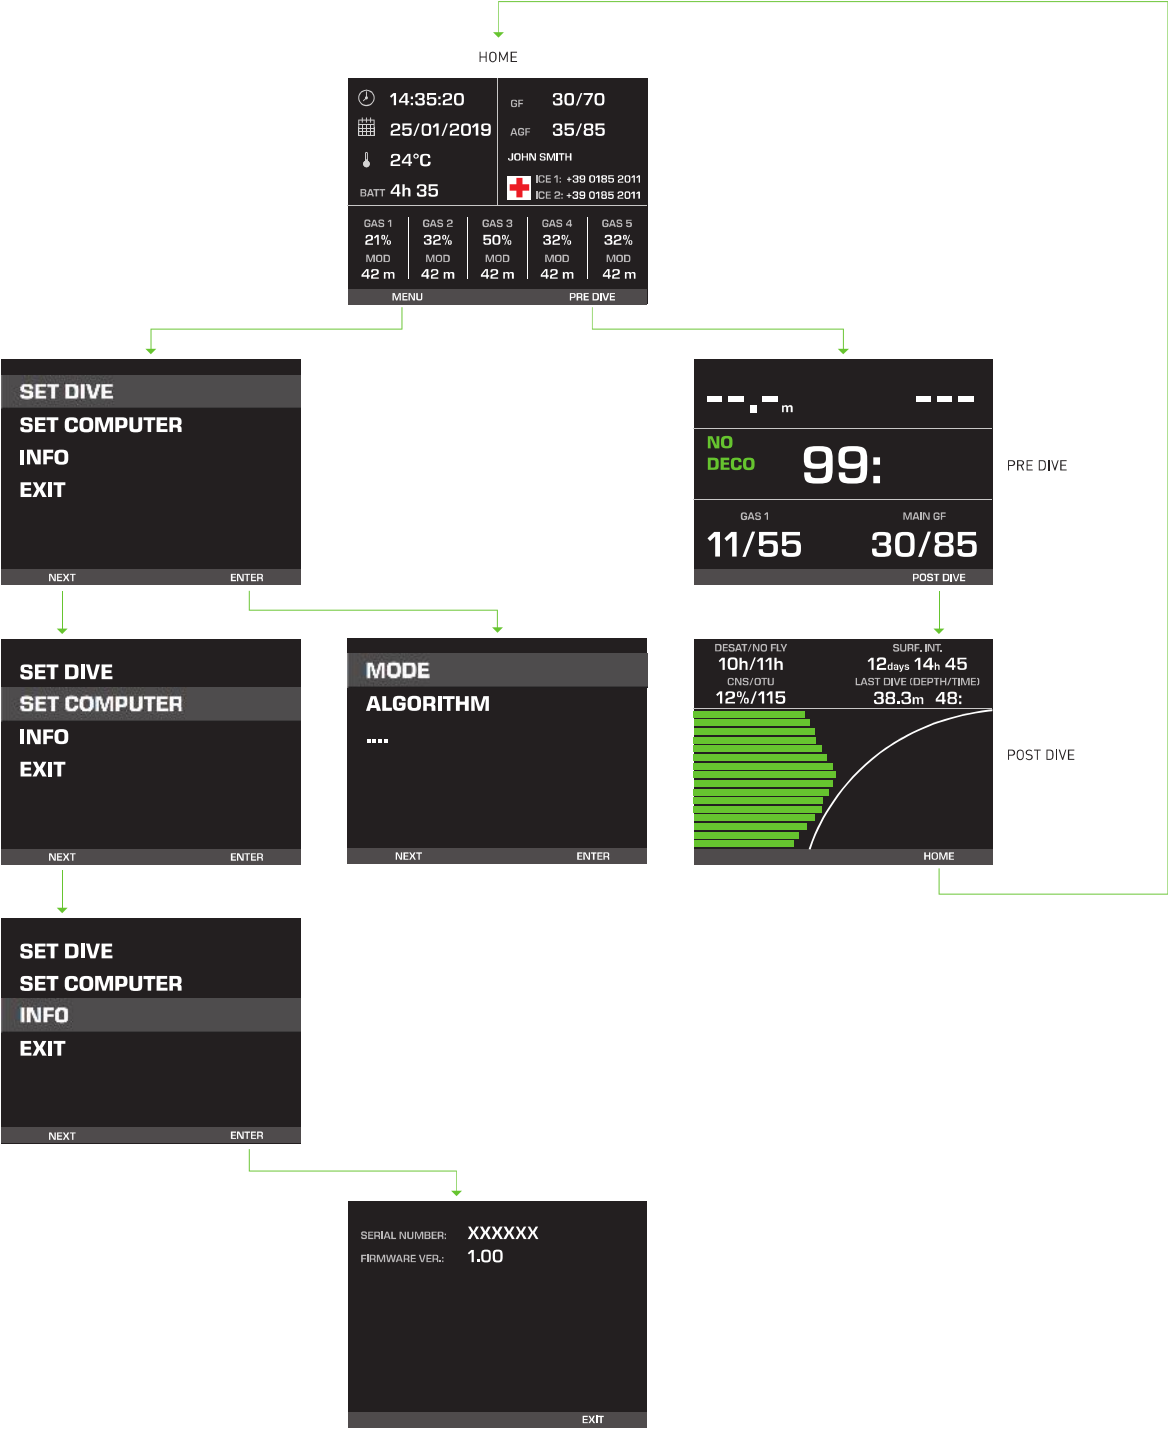 HOME
14:35:20
25/01/2019
24°C
BATT 4h 35
GF 30/70
AGF 35/85
JOHN SMITH
ICE 1: +39 0185 2011
ICE 2: +39 0185 2011
GAS 1 GAS 2 GAS 3 GAS 4 GAS 5
21% 32% 50% 32% 32%
MOD MOD MOD MOD MOD
42 m 42 m 42 m 42 m 42 m
MENU PRE DIVE
SET DIVE
SET COMPUTER
INFO
EXIT
NEXT ENTER
--.-m ---
NO
DECO
99:
GAS 1 MAIN GF
11/55 30/85
POST DIVE
PRE DIVE
SET DIVE
SET COMPUTER
INFO
EXIT
NEXT ENTER
MODE
ALGORITHM
....
NEXT ENTER
DESAT/NO FLY SURF. INT.
10h/11h 12days 14h 45
CNS/OTU LAST DIVE (DEPTH/TIME)
12%/115 38.3m 48:
HOME
POST DIVE
SET DIVE
SET COMPUTER
INFO
EXIT
NEXT ENTER
SERIAL NUMBER: XXXXXX
FIRMWARE VER.: 1.00
EXIT